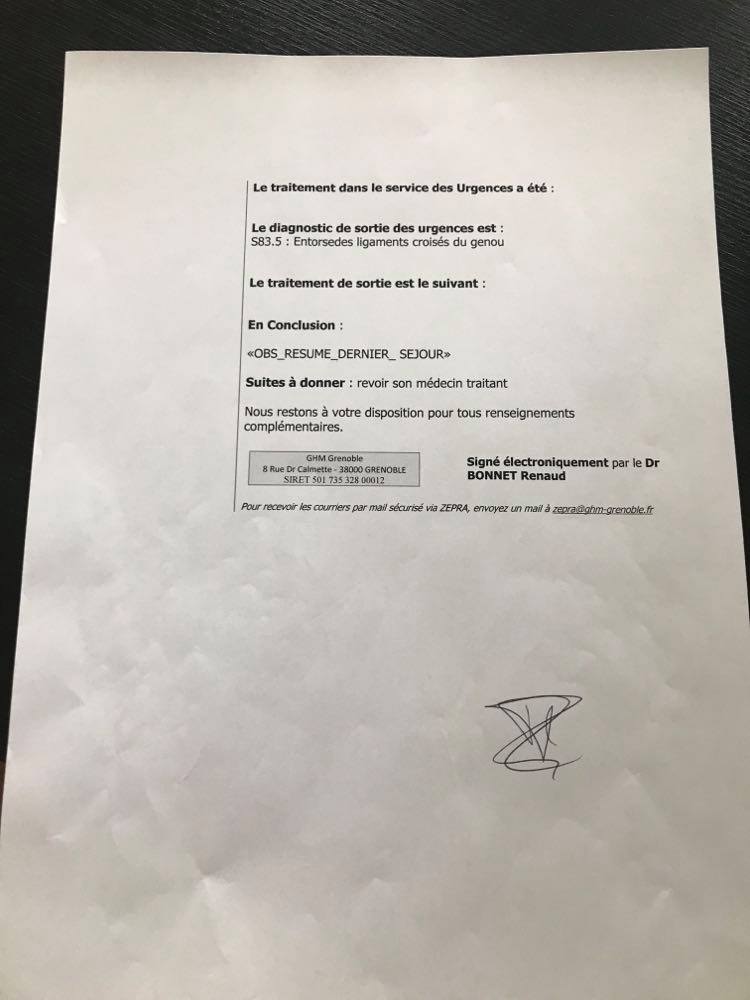 Le traitement dans le service des Urgences a été :
Le diagnostic de sortie des urgences est :
S83.5 : Entorsedes ligaments croisés du genou
Le traitement de sortie est le suivant :
En Conclusion :
«OBS_RESUME_DERNIER_ SEJOUR»
Suites à donner : revoir son médecin traitant
Nous restons à votre disposition pour tous renseignements
complémentaires.
GHM Grenoble
8 Rue Dr Calmette - 38000 GRENOBLE
SIRET 501 735 328 00012
Signé électroniquement par le Dr
BONNET Renaud
Pour recevoir les courriers par mail sécurisé via ZEPRA, envoyez un mail à zepra@ghm-grenoble.fr